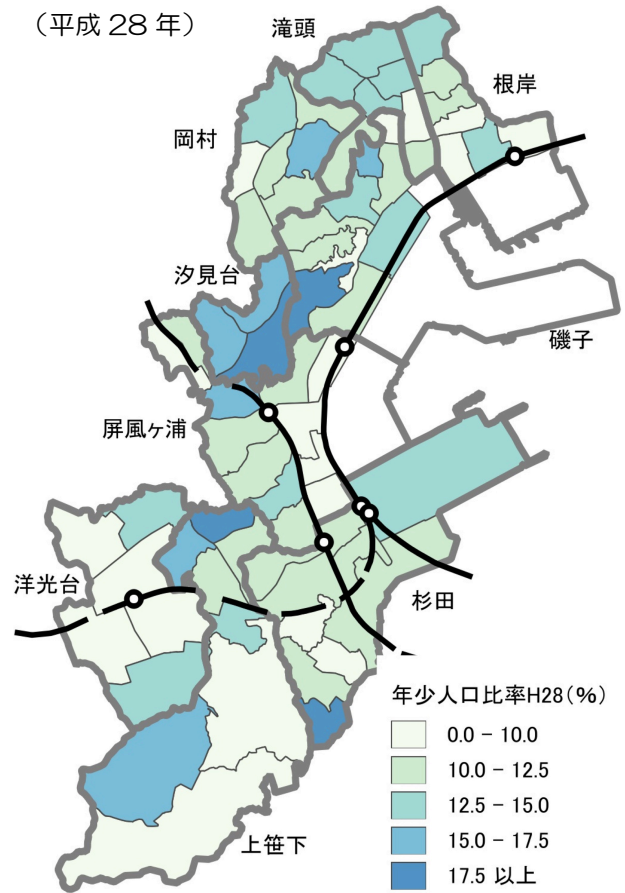 （平成 28 年）
滝頭
根岸
岡村
汐見台
磯子
屏風ヶ浦
洋光台
杉田
上笹下
年少人口比率H28(%)
0.0 − 10.0
10.0 − 12.5
12.5 − 15.0
15.0 − 17.5
17.5 以上